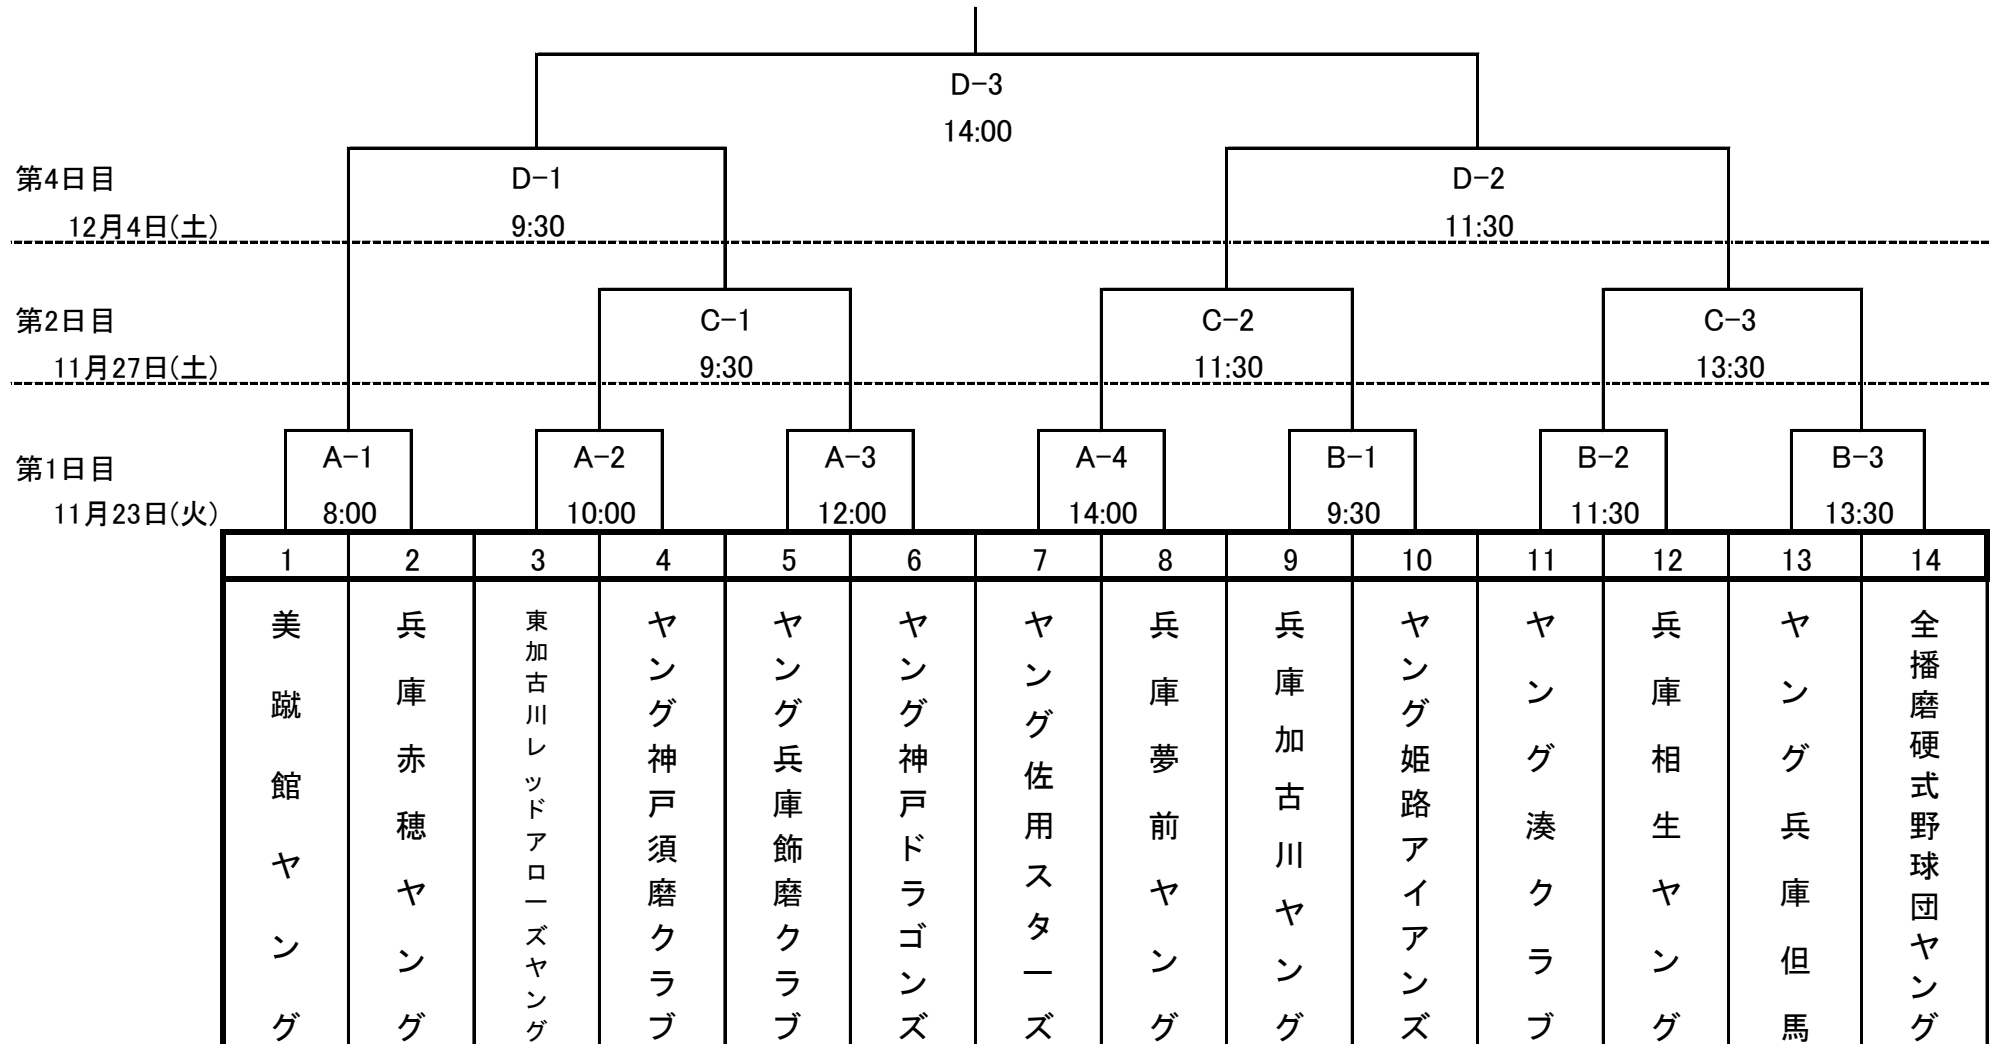 D-3
14:00
第4日目
D-1
D-2
12月4日(土)
9:30
11:30
第2日目
C-1
C-2
C-3
11月27日(土)
9:30
11:30
13:30
第1日目
A-1
A-2
A-3
A-4
B-1
B-2
B-3
11月23日(火)
8:00
10:00
12:00
14:00
9:30
11:30
13:30
1
2
3
4
5
6
7
8
9
10
11
12
13
14
美蹴館ヤング
兵庫赤穂ヤング
東加古川レッドアローズヤング
ヤング神戸須磨クラブ
ヤング兵庫飾磨クラブ
ヤング神戸ドラゴンズ
ヤング佐用スターズ
兵庫夢前ヤング
兵庫加古川ヤング
ヤング姫路アイアンズ
ヤング湊クラブ
兵庫相生ヤング
ヤング兵庫但馬
全播磨硬式野球団ヤング